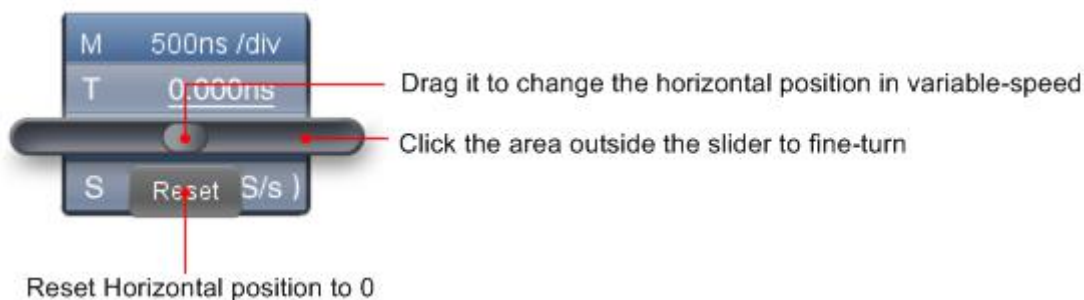 M 500ns /div
T 0.000ns
Drag it to change the horizontal position in variable-speed
Click the area outside the slider to fine-turn
S Reset S/s )
Reset Horizontal position to 0